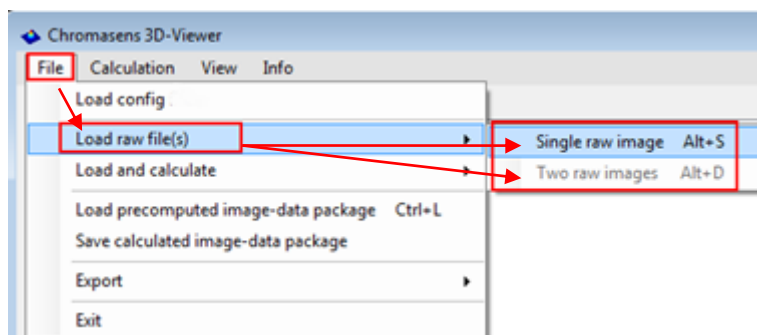 Chromasens 3D-Viewer
File Calculation View Info
Load config
Load raw file(s)
Single raw image Alt+S
Load and calculate
Two raw images Alt+D
Load precomputed image-data package Ctrl+L
Save calculated image-data package
Export
Exit